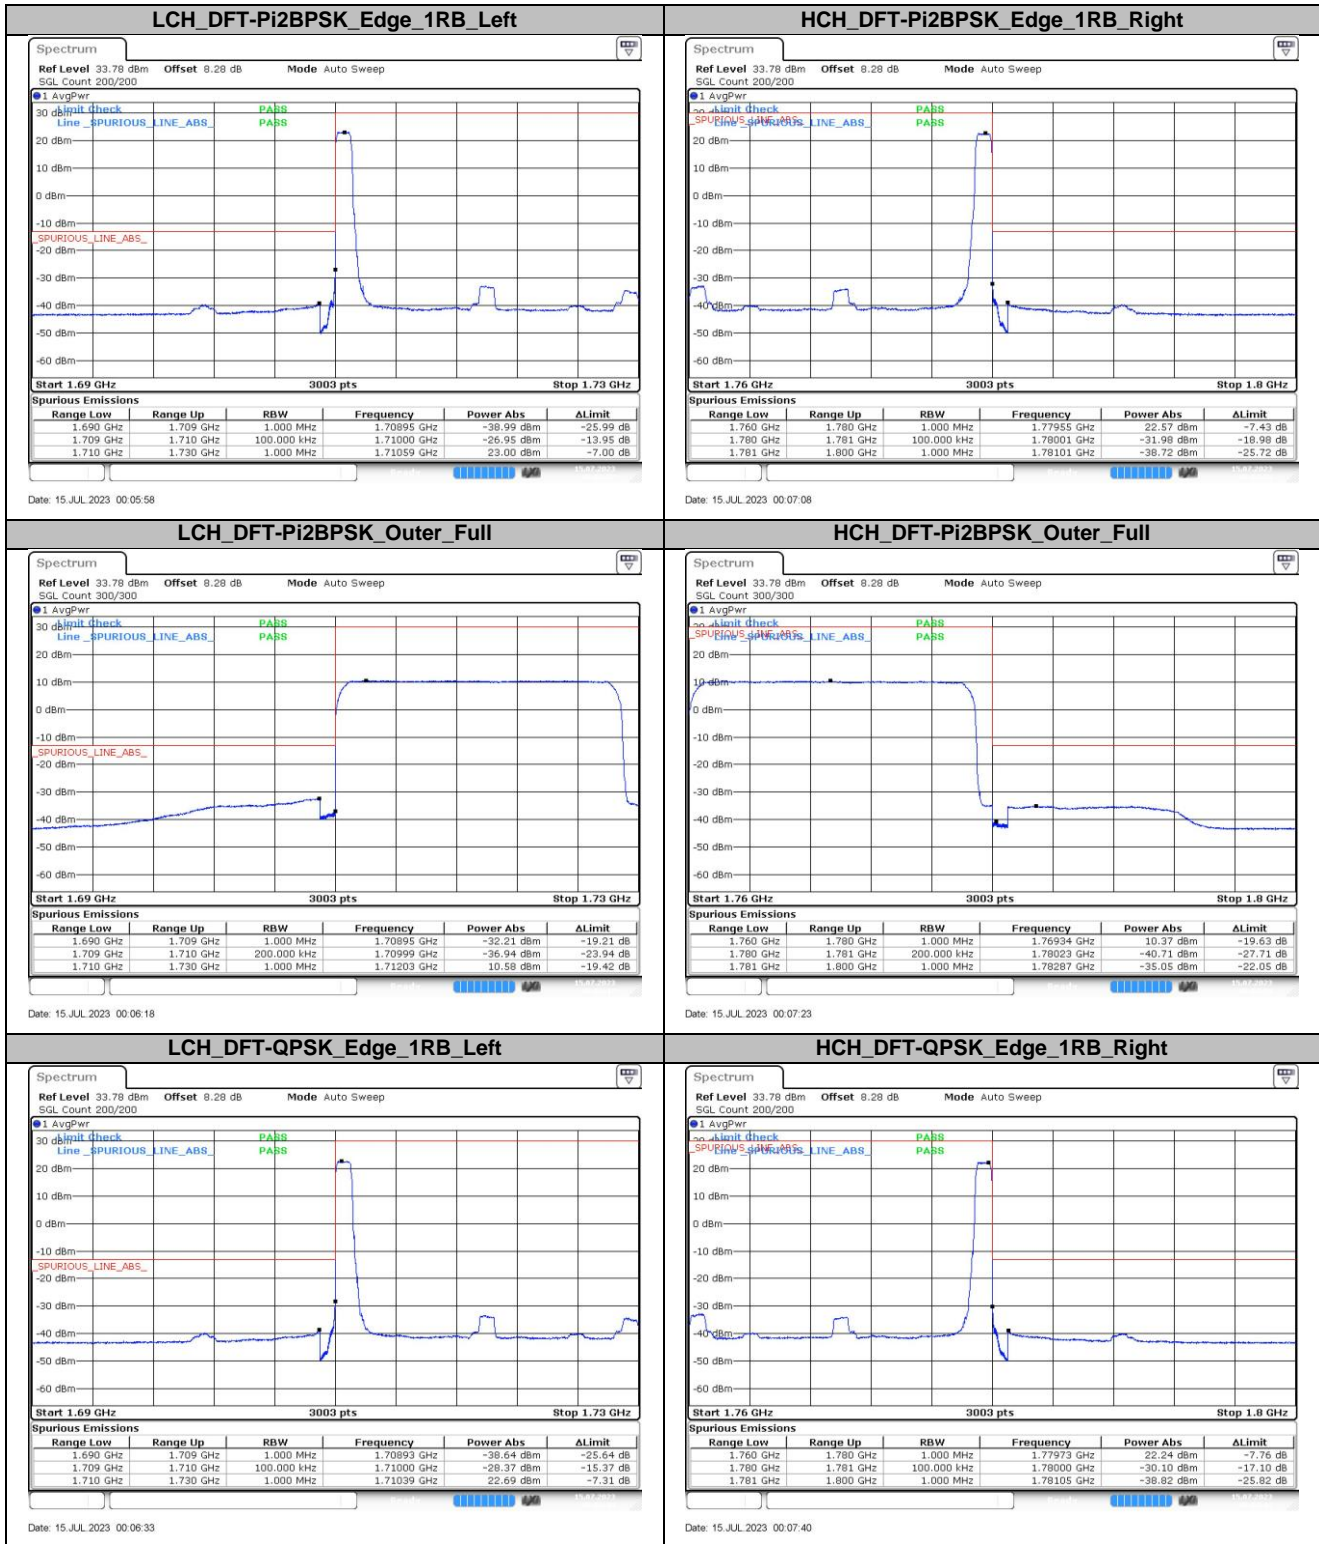 LCH_DFT-Pi2BPSK_Edge_1RB_Left
Spectrum
Ref Level 33.78 dBm Offset 8.28 dB Mode Auto Sweep
SGL Count 200/200
1 AvgPwr
30 dBm Limit Check PASS
Line _SPURIOUS_LINE_ABS_ PASS
20 dBm
10 dBm
0 dBm
-10 dBm
_SPURIOUS_LINE_ABS_
-20 dBm
-30 dBm
-40 dBm
-50 dBm
-60 dBm
Start 1.69 GHz 3003 pts Stop 1.73 GHz
Spurious Emissions
Range Low Range Up RBW Frequency Power Abs ΔLimit
1.690 GHz 1.709 GHz 1.000 MHz 1.70895 GHz -38.99 dBm -25.99 dB
1.709 GHz 1.710 GHz 100.000 kHz 1.71000 GHz -26.95 dBm -13.95 dB
1.710 GHz 1.730 GHz 1.000 MHz 1.71059 GHz 23.00 dBm -7.00 dB
Date: 15.JUL.2023 00:05:58
HCH_DFT-Pi2BPSK_Edge_1RB_Right
Spectrum
Ref Level 33.78 dBm Offset 8.28 dB Mode Auto Sweep
SGL Count 200/200
1 AvgPwr
Limit Check PASS
Line _SPURIOUS_LINE_ABS_ PASS
20 dBm
10 dBm
0 dBm
-10 dBm
-20 dBm
-30 dBm
-40 dBm
-50 dBm
-60 dBm
Start 1.76 GHz 3003 pts Stop 1.8 GHz
Spurious Emissions
Range Low Range Up RBW Frequency Power Abs ΔLimit
1.760 GHz 1.780 GHz 1.000 MHz 1.77955 GHz 22.57 dBm -7.43 dB
1.780 GHz 1.781 GHz 100.000 kHz 1.78001 GHz -31.98 dBm -18.98 dB
1.781 GHz 1.800 GHz 1.000 MHz 1.78101 GHz -38.72 dBm -25.72 dB
Date: 15.JUL.2023 00:07:08
LCH_DFT-Pi2BPSK_Outer_Full
Spectrum
Ref Level 33.78 dBm Offset 8.28 dB Mode Auto Sweep
SGL Count 300/300
1 AvgPwr
30 dBm Limit Check PASS
Line _SPURIOUS_LINE_ABS_ PASS
20 dBm
10 dBm
0 dBm
-10 dBm
_SPURIOUS_LINE_ABS_
-20 dBm
-30 dBm
-40 dBm
-50 dBm
-60 dBm
Start 1.69 GHz 3003 pts Stop 1.73 GHz
Spurious Emissions
Range Low Range Up RBW Frequency Power Abs ΔLimit
1.690 GHz 1.709 GHz 1.000 MHz 1.70895 GHz -32.21 dBm -19.21 dB
1.709 GHz 1.710 GHz 200.000 kHz 1.70999 GHz -36.94 dBm -23.94 dB
1.710 GHz 1.730 GHz 1.000 MHz 1.71203 GHz 10.58 dBm -19.42 dB
Date: 15.JUL.2023 00:06:18
HCH_DFT-Pi2BPSK_Outer_Full
Spectrum
Ref Level 33.78 dBm Offset 8.28 dB Mode Auto Sweep
SGL Count 300/300
1 AvgPwr
Limit Check PASS
Line _SPURIOUS_LINE_ABS_ PASS
20 dBm
10 dBm
0 dBm
-10 dBm
-20 dBm
-30 dBm
-40 dBm
-50 dBm
-60 dBm
Start 1.76 GHz 3003 pts Stop 1.8 GHz
Spurious Emissions
Range Low Range Up RBW Frequency Power Abs ΔLimit
1.760 GHz 1.780 GHz 1.000 MHz 1.76934 GHz 10.37 dBm -19.63 dB
1.780 GHz 1.781 GHz 200.000 kHz 1.78023 GHz -40.71 dBm -27.71 dB
1.781 GHz 1.800 GHz 1.000 MHz 1.78287 GHz -35.05 dBm -22.05 dB
Date: 15.JUL.2023 00:07:23
LCH_DFT-QPSK_Edge_1RB_Left
Spectrum
Ref Level 33.78 dBm Offset 8.28 dB Mode Auto Sweep
SGL Count 200/200
1 AvgPwr
30 dBm Limit Check PASS
Line _SPURIOUS_LINE_ABS_ PASS
20 dBm
10 dBm
0 dBm
-10 dBm
_SPURIOUS_LINE_ABS_
-20 dBm
-30 dBm
-40 dBm
-50 dBm
-60 dBm
Start 1.69 GHz 3003 pts Stop 1.73 GHz
Spurious Emissions
Range Low Range Up RBW Frequency Power Abs ΔLimit
1.690 GHz 1.709 GHz 1.000 MHz 1.70893 GHz -38.64 dBm -25.64 dB
1.709 GHz 1.710 GHz 100.000 kHz 1.71000 GHz -28.37 dBm -15.37 dB
1.710 GHz 1.730 GHz 1.000 MHz 1.71039 GHz 22.69 dBm -7.31 dB
Date: 15.JUL.2023 00:06:33
HCH_DFT-QPSK_Edge_1RB_Right
Spectrum
Ref Level 33.78 dBm Offset 8.28 dB Mode Auto Sweep
SGL Count 200/200
1 AvgPwr
Limit Check PASS
Line _SPURIOUS_LINE_ABS_ PASS
20 dBm
10 dBm
0 dBm
-10 dBm
-20 dBm
-30 dBm
-40 dBm
-50 dBm
-60 dBm
Start 1.76 GHz 3003 pts Stop 1.8 GHz
Spurious Emissions
Range Low Range Up RBW Frequency Power Abs ΔLimit
1.760 GHz 1.780 GHz 1.000 MHz 1.77973 GHz 22.24 dBm -7.76 dB
1.780 GHz 1.781 GHz 100.000 kHz 1.78000 GHz -30.10 dBm -17.10 dB
1.781 GHz 1.800 GHz 1.000 MHz 1.78105 GHz -38.82 dBm -25.82 dB
Date: 15.JUL.2023 00:07:40